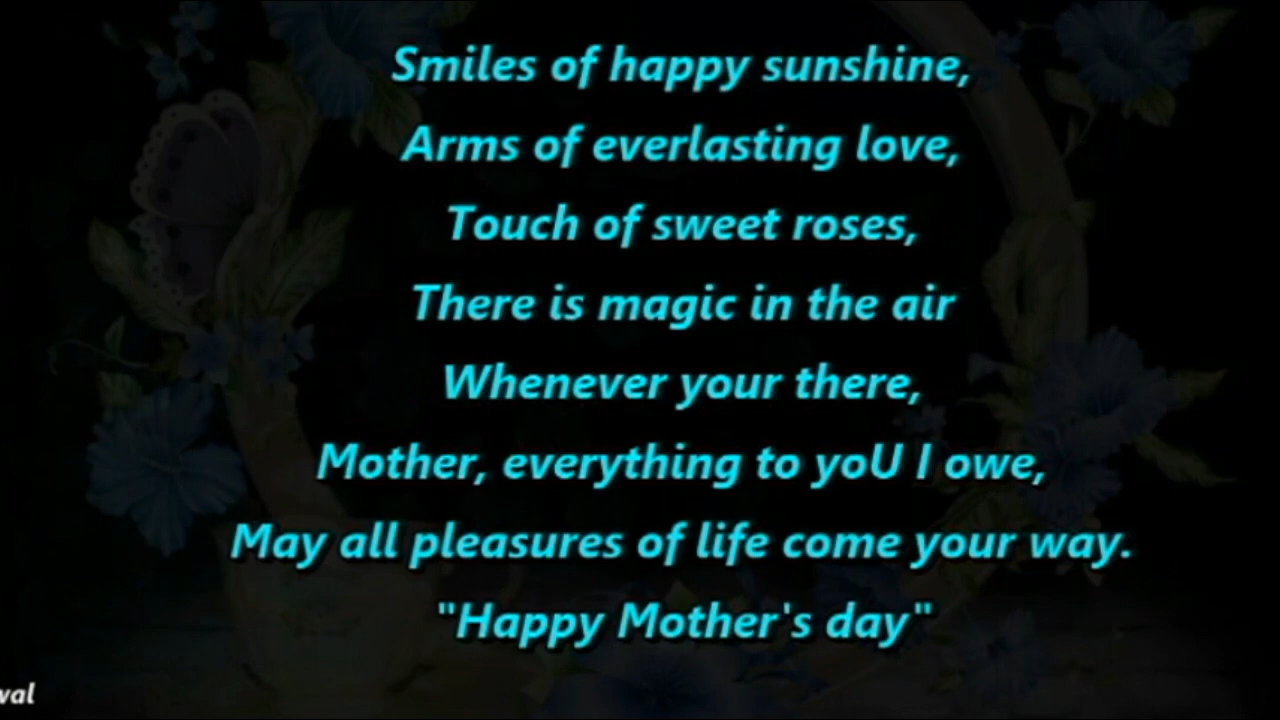 Smiles of happy sunshine,
Arms of everlasting love,
Touch of sweet roses,
There is magic in the air
Whenever your there,
Mother, everything to yoU I owe,
May all pleasures of life come your way.
"Happy Mother's day"